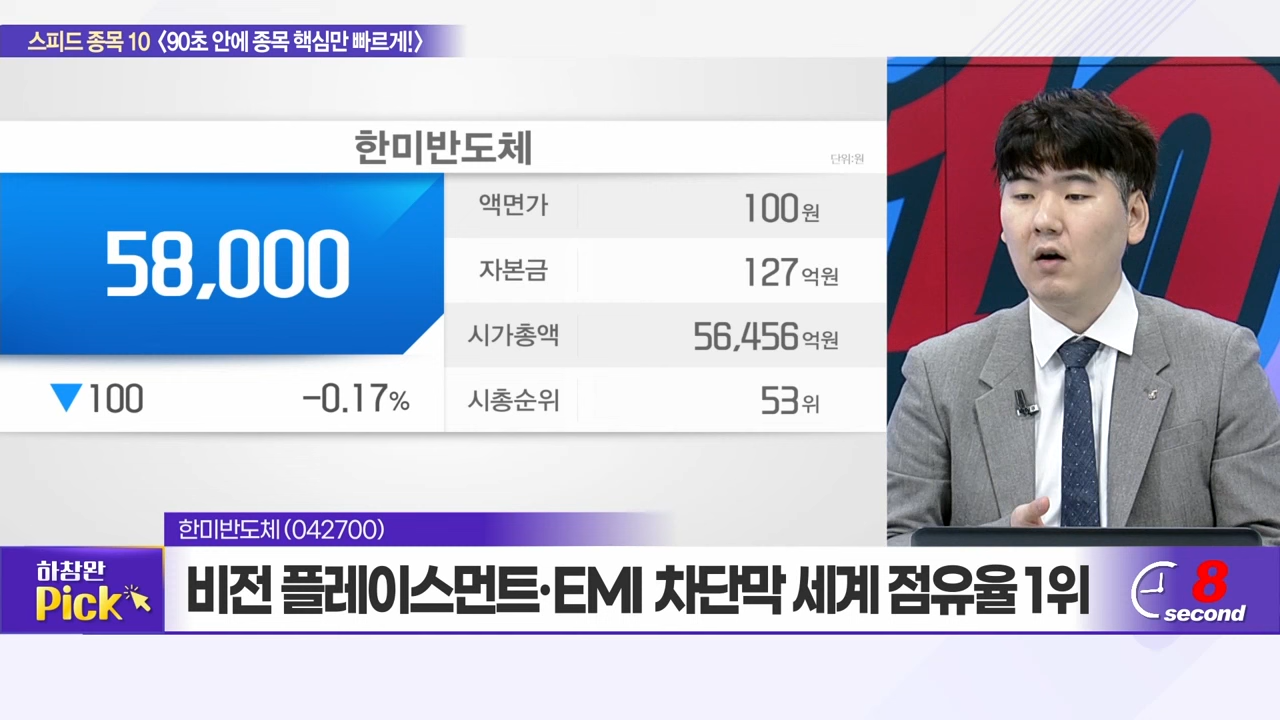 스피드 종목 10 <90초 안에 종목 핵심만 빠르게!>
한미반도체
단위:원
58,000
▼100 -0.17%
액면가 100원
자본금 127억원
시가총액 56,456억원
시총순위 53위
한미반도체(042700)
하창완
Pick
비전 플레이스먼트·EMI 차단막 세계 점유율 1위
8
second